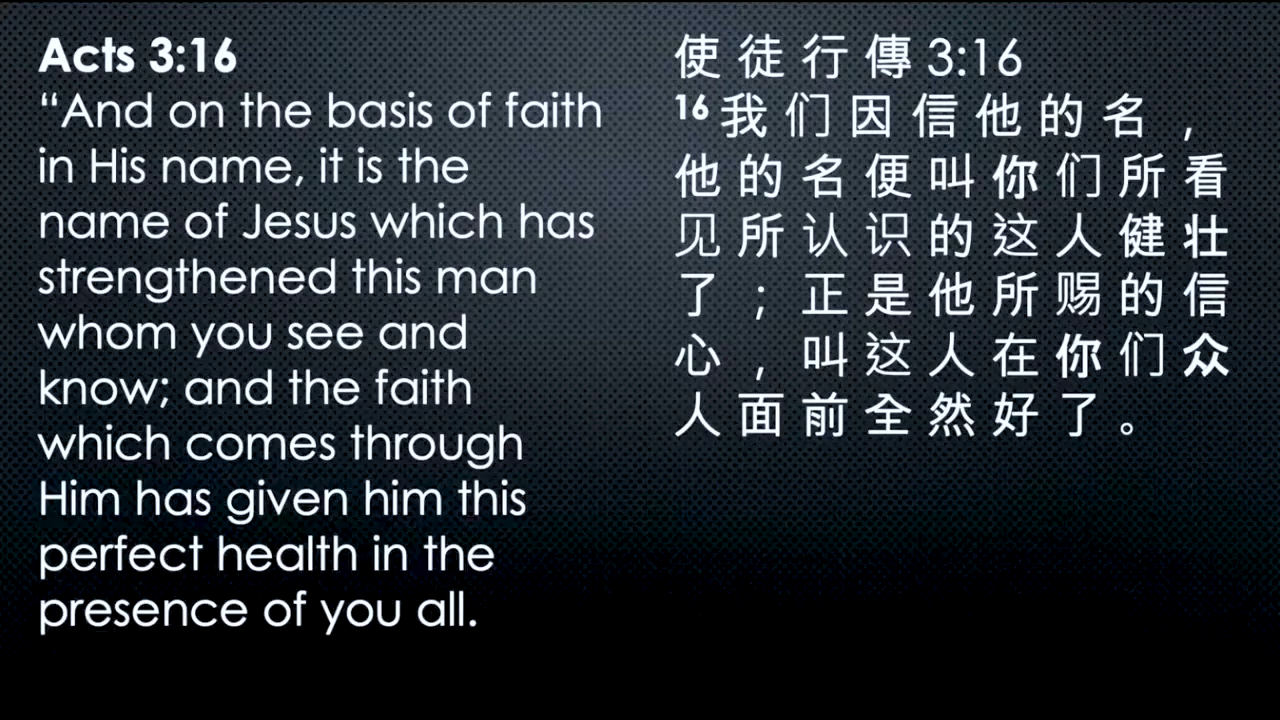 Acts 3:16
“And on the basis of faith
in His name, it is the
name of Jesus which has
strengthened this man
whom you see and
know; and the faith
which comes through
Him has given him this
perfect health in the
presence of you all.
使徒行傳 3:16
16 我们因信他的名，
他的名便叫你们所看
见所认识的这人健壮
了；正是他所赐的信
心，叫这人在你们众
人面前全然好了。